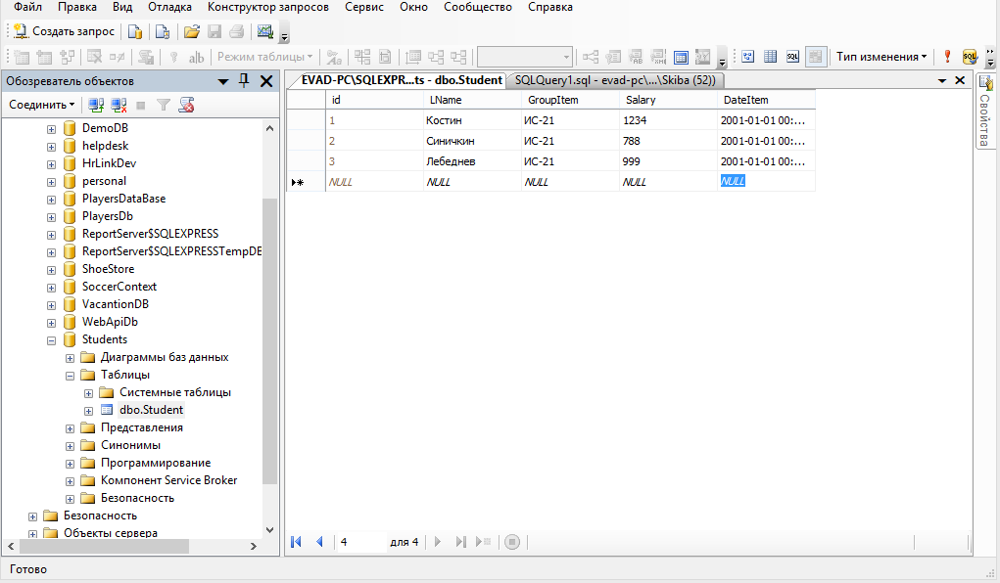 Файл Правка Вид Отладка Конструктор запросов Сервис Окно Сообщество Справка
Создать запрос
Режим таблицы Тип изменения SQL
Обозреватель объектов
EVAD-PC\SQLEXPR...ts - dbo.Student SQLQuery1.sql - evad-pc\...\Skiba (52))
Соединить
Свойства
id LName GroupItem Salary DateItem
1 Костин ИС-21 1234 2001-01-01 00:...
2 Синичкин ИС-21 788 2001-01-01 00:...
3 Лебеднев ИС-21 999 2001-01-01 00:...
NULL NULL NULL NULL NULL
DemoDB
helpdesk
HrLinkDev
personal
PlayersDataBase
PlayersDb
ReportServer$SQLEXPRESS
ReportServer$SQLEXPRESSTempDB
ShoeStore
SoccerContext
VacantionDB
WebApiDb
Students
Диаграммы баз данных
Таблицы
Системные таблицы
dbo.Student
Представления
Синонимы
Программирование
Компонент Service Broker
Безопасность
Безопасность
Объекты сервера
4 для 4
Готово